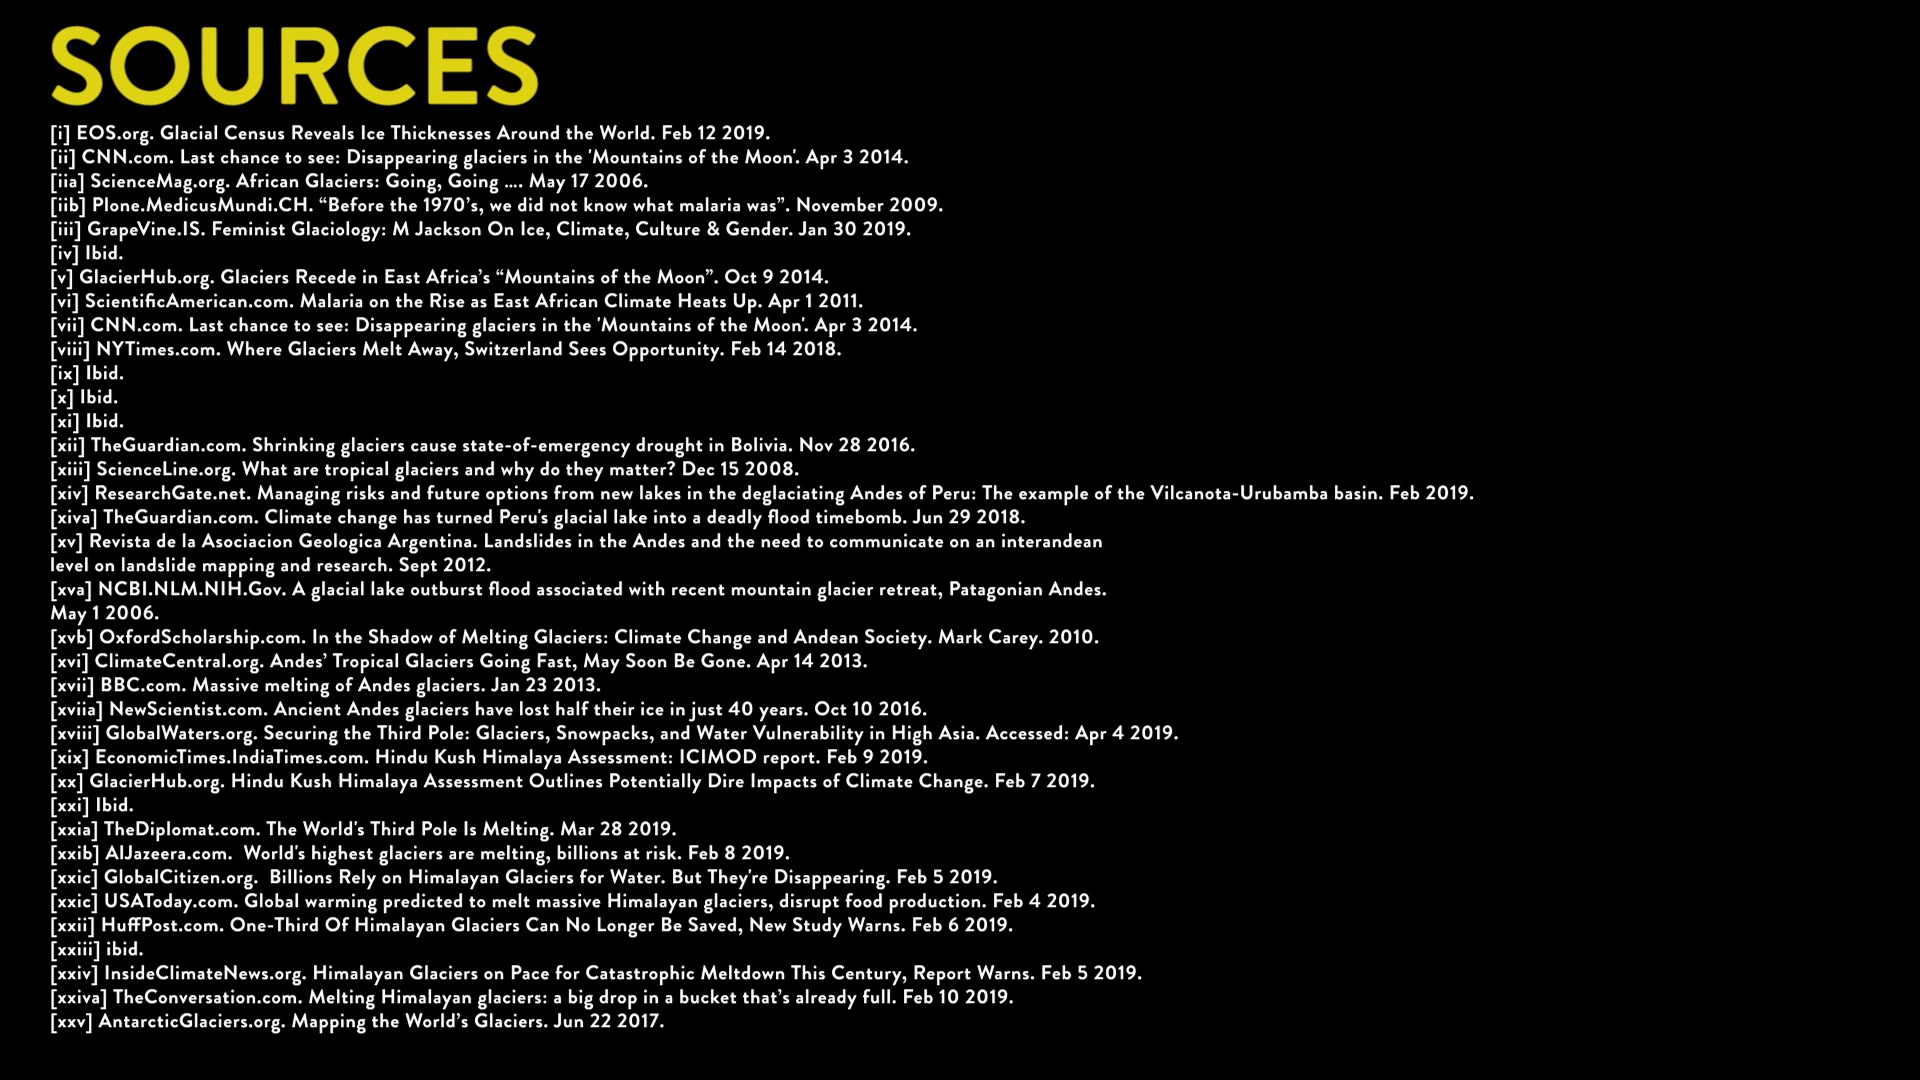 SOURCES
[i] EOS.org. Glacial Census Reveals Ice Thicknesses Around the World. Feb 12 2019.
[ii] CNN.com. Last chance to see: Disappearing glaciers in the 'Mountains of the Moon'. Apr 3 2014.
[iia] ScienceMag.org. African Glaciers: Going, Going .... May 17 2006.
[iib] Plone.MedicusMundi.CH. “Before the 1970’s, we did not know what malaria was”. November 2009.
[iii] GrapeVine.IS. Feminist Glaciology: M Jackson On Ice, Climate, Culture & Gender. Jan 30 2019.
[iv] Ibid.
[v] GlacierHub.org. Glaciers Recede in East Africa’s “Mountains of the Moon”. Oct 9 2014.
[vi] ScientificAmerican.com. Malaria on the Rise as East African Climate Heats Up. Apr 1 2011.
[vii] CNN.com. Last chance to see: Disappearing glaciers in the 'Mountains of the Moon'. Apr 3 2014.
[viii] NYTimes.com. Where Glaciers Melt Away, Switzerland Sees Opportunity. Feb 14 2018.
[ix] Ibid.
[x] Ibid.
[xi] Ibid.
[xii] TheGuardian.com. Shrinking glaciers cause state-of-emergency drought in Bolivia. Nov 28 2016.
[xiii] ScienceLine.org. What are tropical glaciers and why do they matter? Dec 15 2008.
[xiv] ResearchGate.net. Managing risks and future options from new lakes in the deglaciating Andes of Peru: The example of the Vilcanota-Urubamba basin. Feb 2019.
[xiva] TheGuardian.com. Climate change has turned Peru's glacial lake into a deadly flood timebomb. Jun 29 2018.
[xv] Revista de la Asociacion Geologica Argentina. Landslides in the Andes and the need to communicate on an interandean
level on landslide mapping and research. Sept 2012.
[xva] NCBI.NLM.NIH.Gov. A glacial lake outburst flood associated with recent mountain glacier retreat, Patagonian Andes.
May 1 2006.
[xvb] OxfordScholarship.com. In the Shadow of Melting Glaciers: Climate Change and Andean Society. Mark Carey. 2010.
[xvi] ClimateCentral.org. Andes’ Tropical Glaciers Going Fast, May Soon Be Gone. Apr 14 2013.
[xvii] BBC.com. Massive melting of Andes glaciers. Jan 23 2013.
[xviia] NewScientist.com. Ancient Andes glaciers have lost half their ice in just 40 years. Oct 10 2016.
[xviii] GlobalWaters.org. Securing the Third Pole: Glaciers, Snowpacks, and Water Vulnerability in High Asia. Accessed: Apr 4 2019.
[xix] EconomicTimes.IndiaTimes.com. Hindu Kush Himalaya Assessment: ICIMOD report. Feb 9 2019.
[xx] GlacierHub.org. Hindu Kush Himalaya Assessment Outlines Potentially Dire Impacts of Climate Change. Feb 7 2019.
[xxi] Ibid.
[xxia] TheDiplomat.com. The World's Third Pole Is Melting. Mar 28 2019.
[xxib] AlJazeera.com.  World's highest glaciers are melting, billions at risk. Feb 8 2019.
[xxic] GlobalCitizen.org.  Billions Rely on Himalayan Glaciers for Water. But They're Disappearing. Feb 5 2019.
[xxic] USAToday.com. Global warming predicted to melt massive Himalayan glaciers, disrupt food production. Feb 4 2019.
[xxii] HuffPost.com. One-Third Of Himalayan Glaciers Can No Longer Be Saved, New Study Warns. Feb 6 2019.
[xxiii] ibid.
[xxiv] InsideClimateNews.org. Himalayan Glaciers on Pace for Catastrophic Meltdown This Century, Report Warns. Feb 5 2019.
[xxiva] TheConversation.com. Melting Himalayan glaciers: a big drop in a bucket that’s already full. Feb 10 2019.
[xxv] AntarcticGlaciers.org. Mapping the World’s Glaciers. Jun 22 2017.